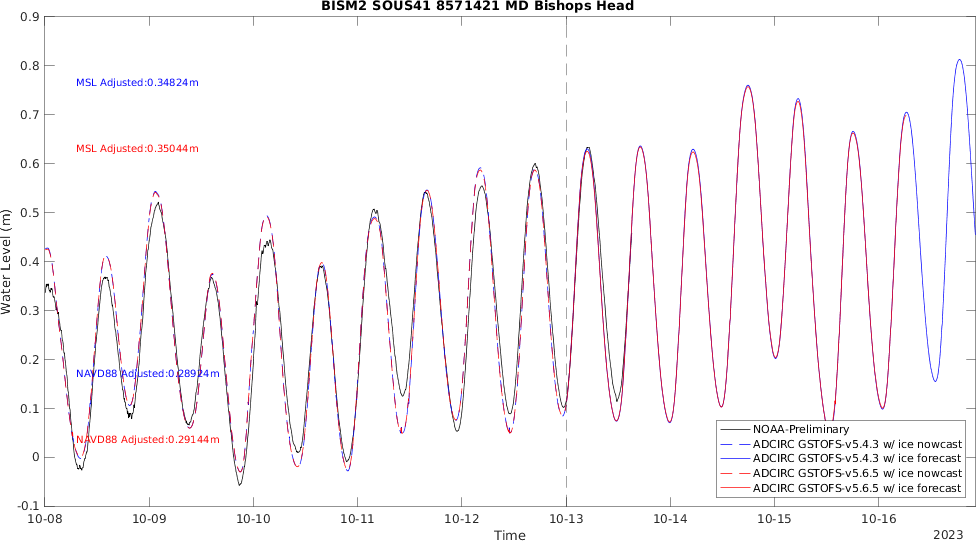 BISM2 SOUS41 8571421 MD Bishops Head
0.9
0.8
0.7
0.6
0.5
0.4
0.3
0.2
0.1
0
-0.1
Water Level (m)
MSL Adjusted:0.34824m
MSL Adjusted:0.35044m
NAVD88 Adjusted:0.28924m
NAVD88 Adjusted:0.29144m
NOAA-Preliminary
ADCIRC GSTOFS-v5.4.3 w/ ice nowcast
ADCIRC GSTOFS-v5.4.3 w/ ice forecast
ADCIRC GSTOFS-v5.6.5 w/ ice nowcast
ADCIRC GSTOFS-v5.6.5 w/ ice forecast
10-08 10-09 10-10 10-11 10-12 10-13 10-14 10-15 10-16
Time
2023